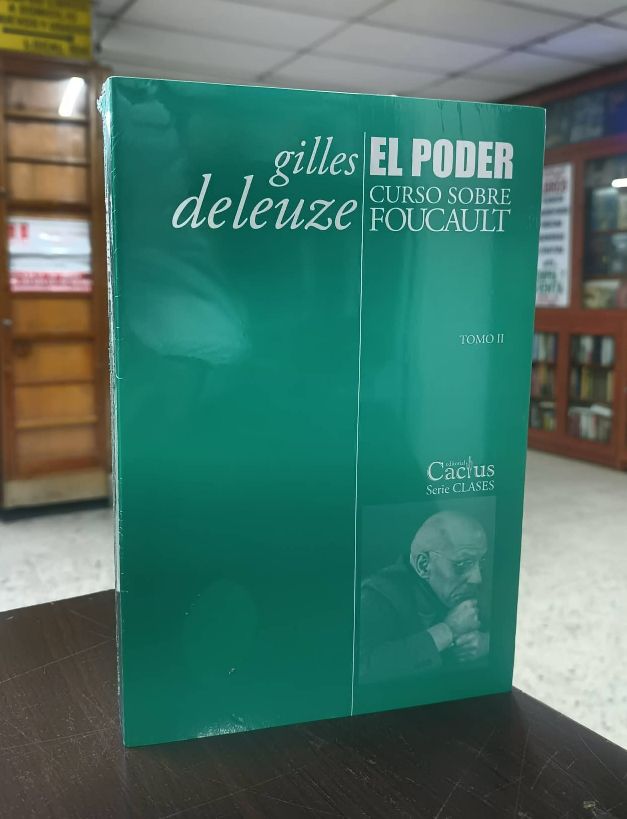 gilles
deleuze
EL PODER
CURSO SOBRE
FOUCAULT
TOMO II
editorial
Cactus
Serie CLASES